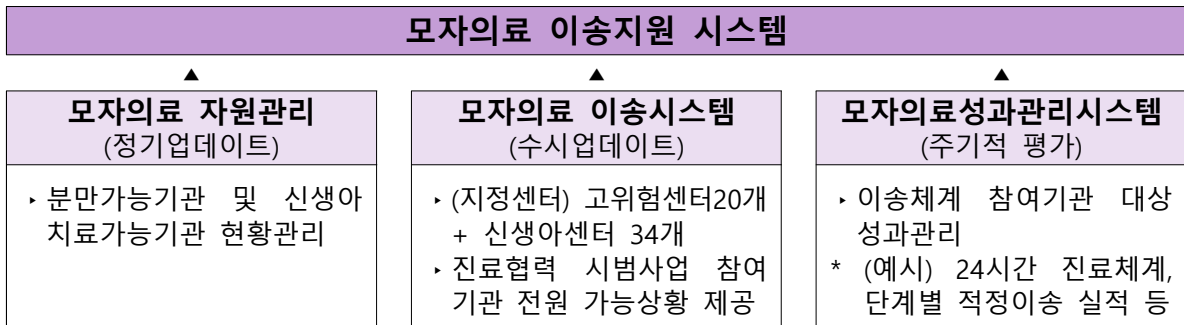 모자의료 이송지원 시스템
▲ ▲ ▲
모자의료 자원관리
(정기업데이트)
‣ 분만가능기관 및 신생아
치료가능기관 현황관리
모자의료 이송시스템
(수시업데이트)
‣ (지정센터) 고위험센터20개
+ 신생아센터 34개
‣ 진료협력 시범사업 참여
기관 전원 가능상황 제공
모자의료성과관리시스템
(주기적 평가)
‣ 이송체계 참여기관 대상
성과관리
* (예시) 24시간 진료체계,
단계별 적정이송 실적 등